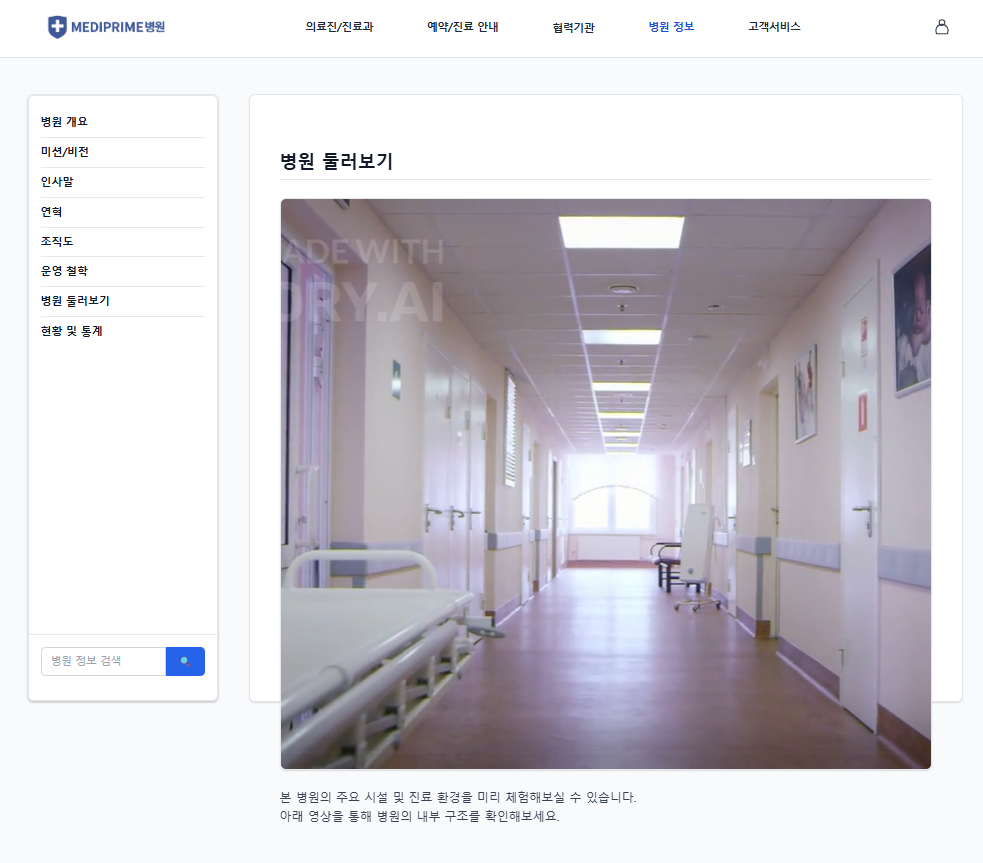 MEDIPRIME병원
의료진/진료과
예약/진료 안내
협력기관
병원 정보
고객서비스
병원 개요
미션/비전
인사말
연혁
조직도
운영 철학
병원 둘러보기
현황 및 통계
병원 정보 검색
병원 둘러보기
ADE WITH
DRY.AI
본 병원의 주요 시설 및 진료 환경을 미리 체험해보실 수 있습니다.
아래 영상을 통해 병원의 내부 구조를 확인해보세요.